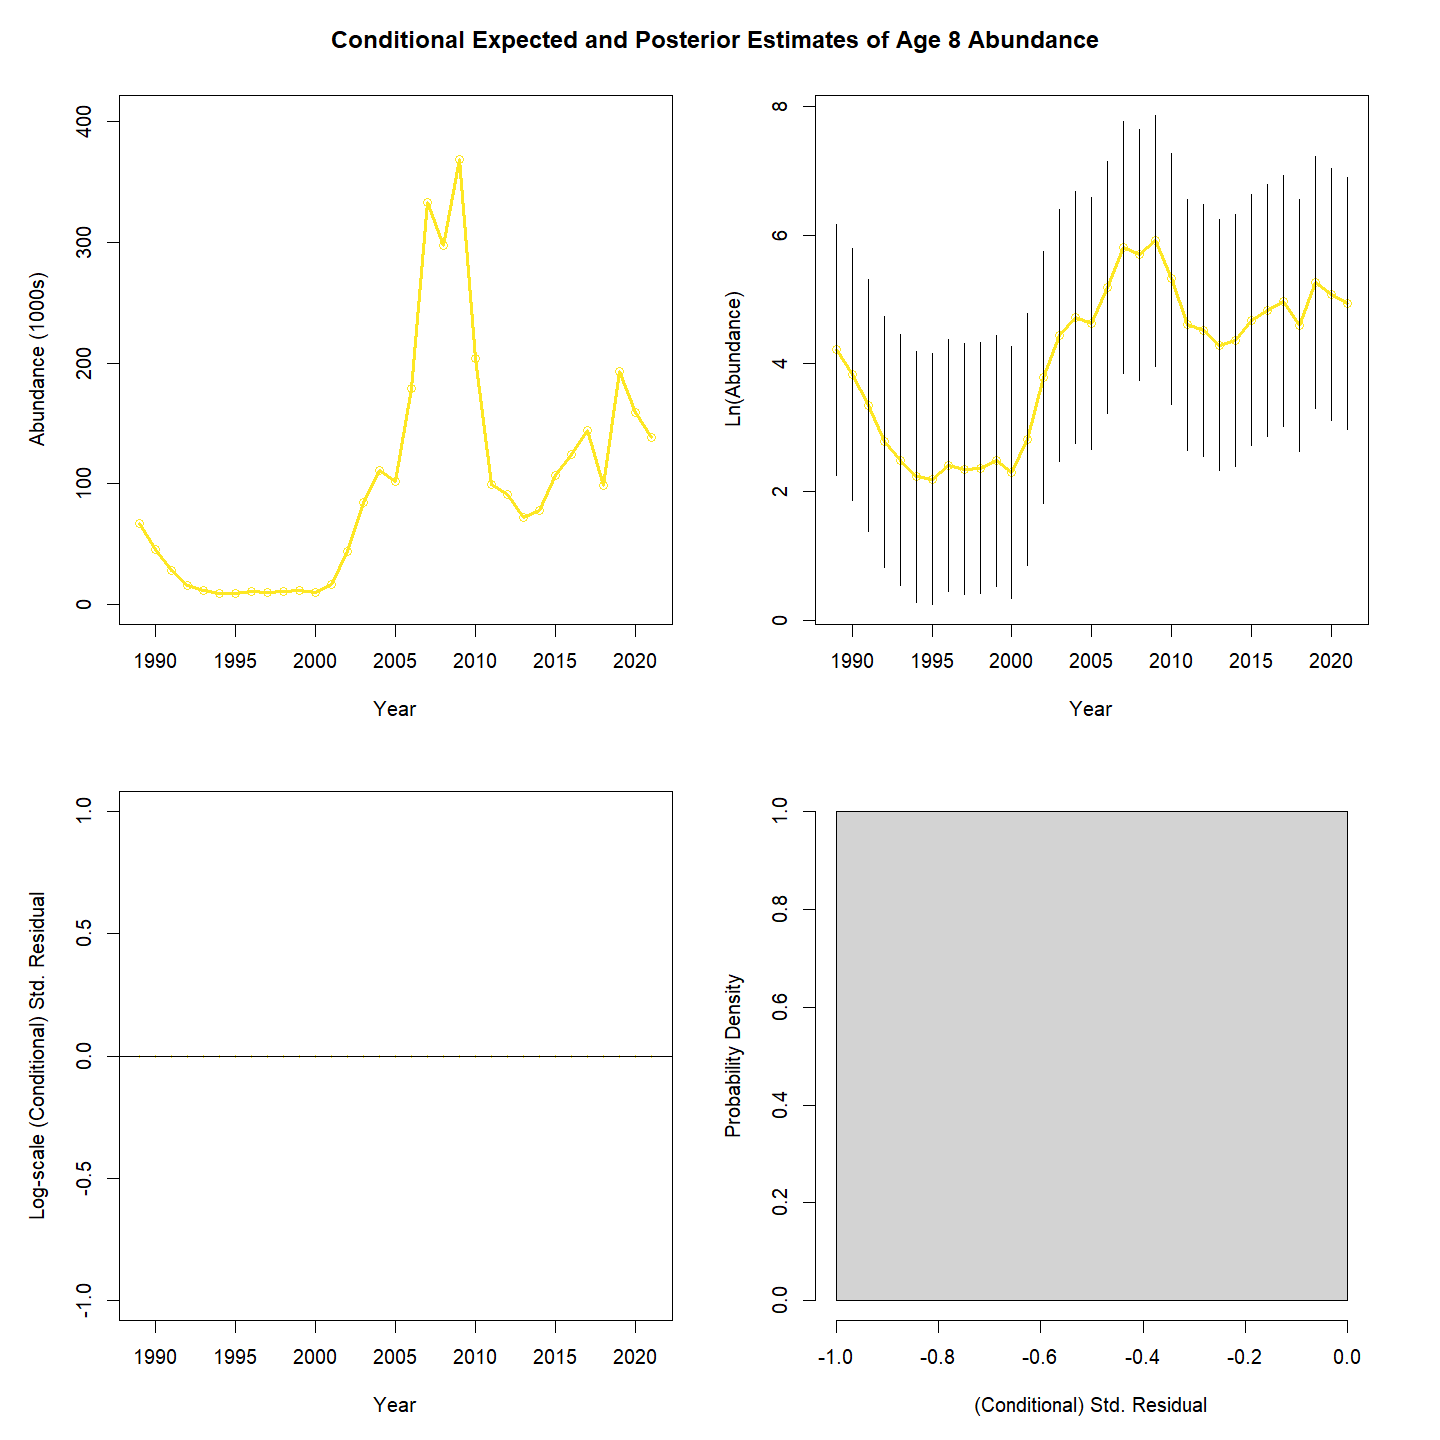 Conditional Expected and Posterior Estimates of Age 8 Abundance
Abundance (1000s)
400
300
200
100
0
1990 1995 2000 2005 2010 2015 2020
Year
Ln(Abundance)
8
6
4
2
0
1990 1995 2000 2005 2010 2015 2020
Year
Log-scale (Conditional) Std. Residual
1.0
0.5
0.0
-0.5
-1.0
1990 1995 2000 2005 2010 2015 2020
Year
Probability Density
1.0
0.8
0.6
0.4
0.2
0.0
-1.0 -0.8 -0.6 -0.4 -0.2 0.0
(Conditional) Std. Residual